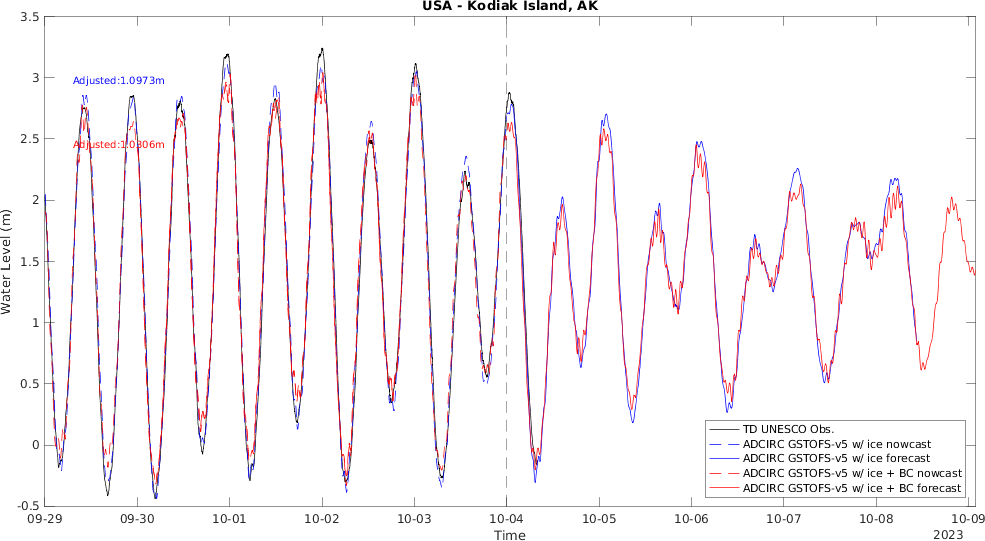 USA - Kodiak Island, AK
3.5
3
2.5
2
1.5
1
0.5
0
-0.5
Water Level (m)
Adjusted:1.0973m
Adjusted:1.0306m
TD UNESCO Obs.
ADCIRC GSTOFS-v5 w/ ice nowcast
ADCIRC GSTOFS-v5 w/ ice forecast
ADCIRC GSTOFS-v5 w/ ice + BC nowcast
ADCIRC GSTOFS-v5 w/ ice + BC forecast
09-29 09-30 10-01 10-02 10-03 10-04 10-05 10-06 10-07 10-08 10-09
Time
2023